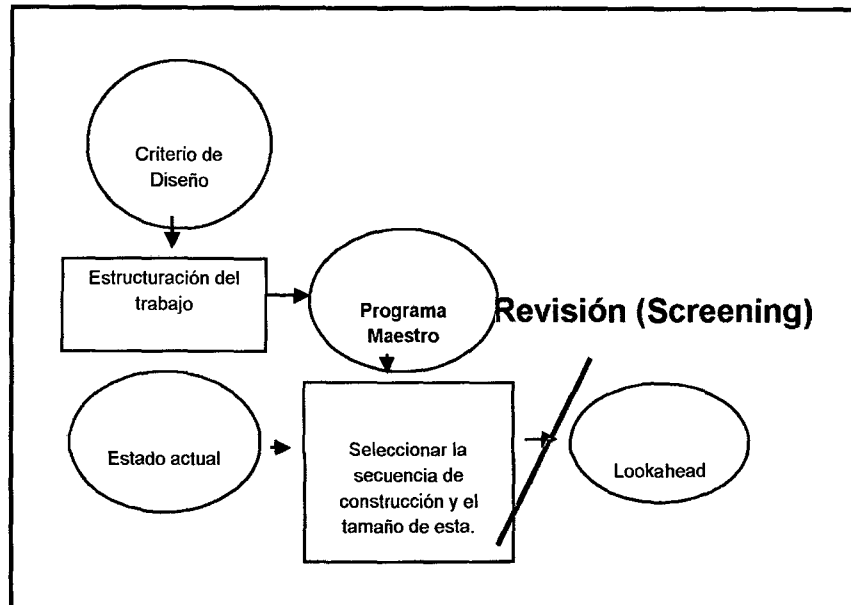 Criterio de
Diseño
Estructuración del
trabajo
Programa
Maestro
Revisión (Screening)
Estado actual
Seleccionar la
secuencia de
construcción y el
tamaño de esta.
Lookahead